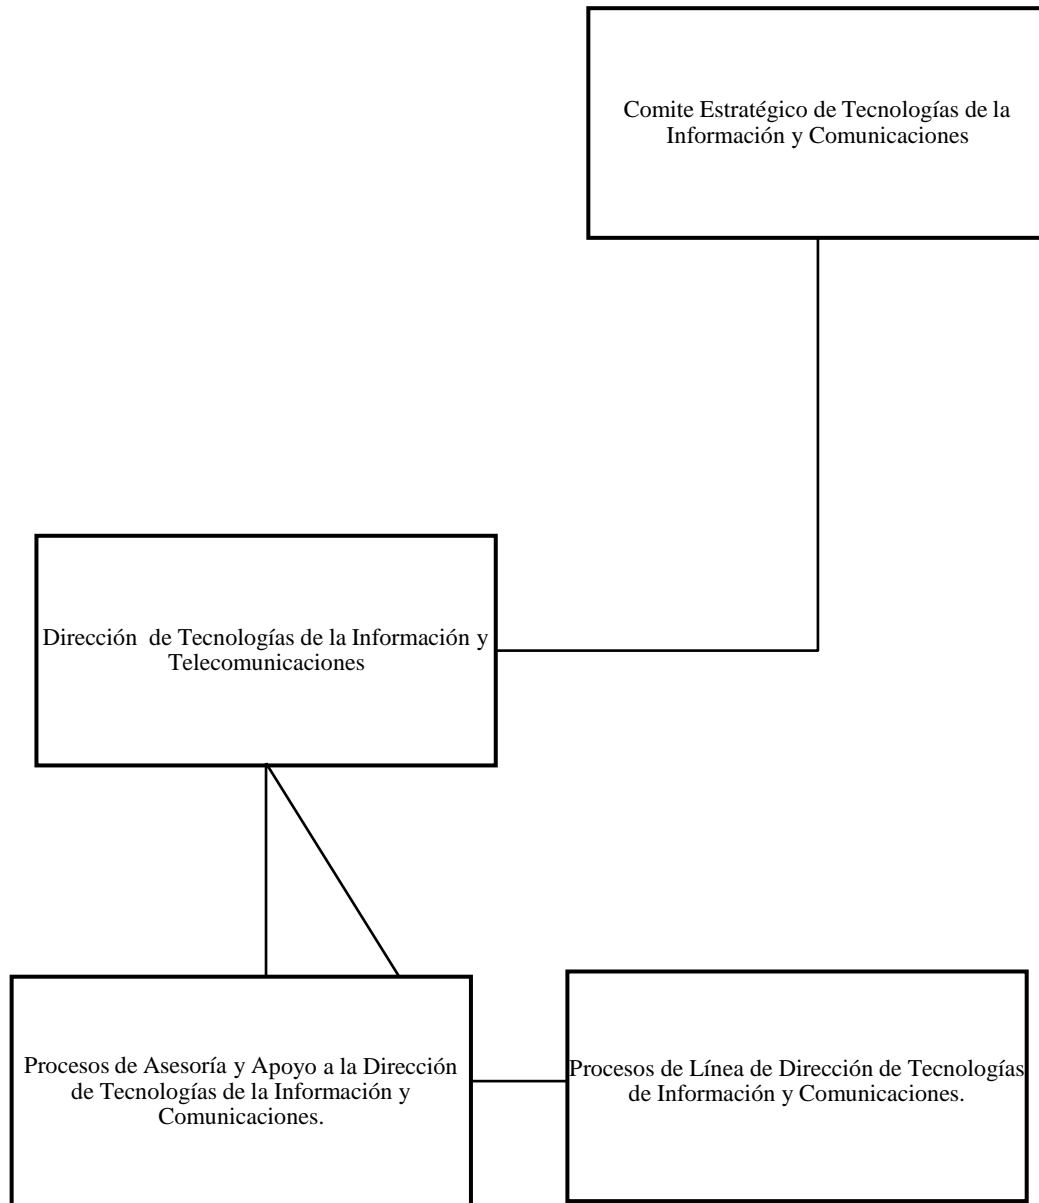 Comite Estratégico de Tecnologías de la
Información y Comunicaciones
Dirección  de Tecnologías de la Información y
Telecomunicaciones
Procesos de Asesoría y Apoyo a la Dirección
de Tecnologías de la Información y
Comunicaciones.
Procesos de Línea de Dirección de Tecnologías
de Información y Comunicaciones.